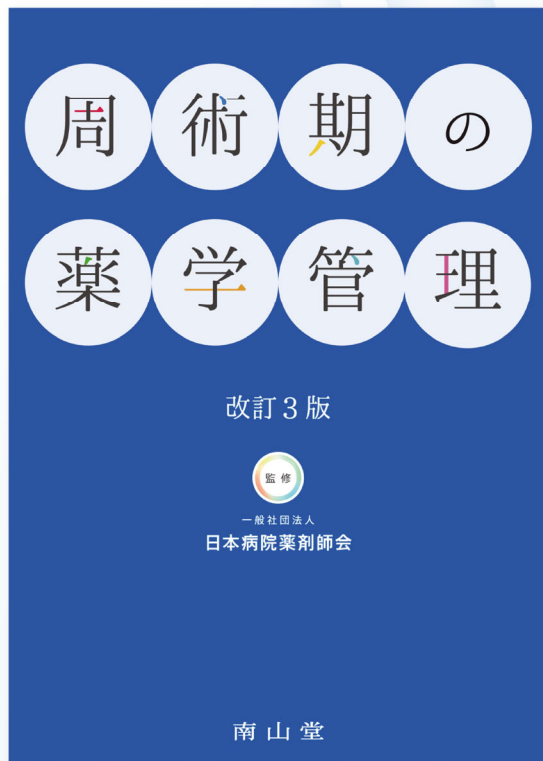 周術期の
薬学管理
改訂3版
監修
一般社団法人
日本病院薬剤師会
南山堂